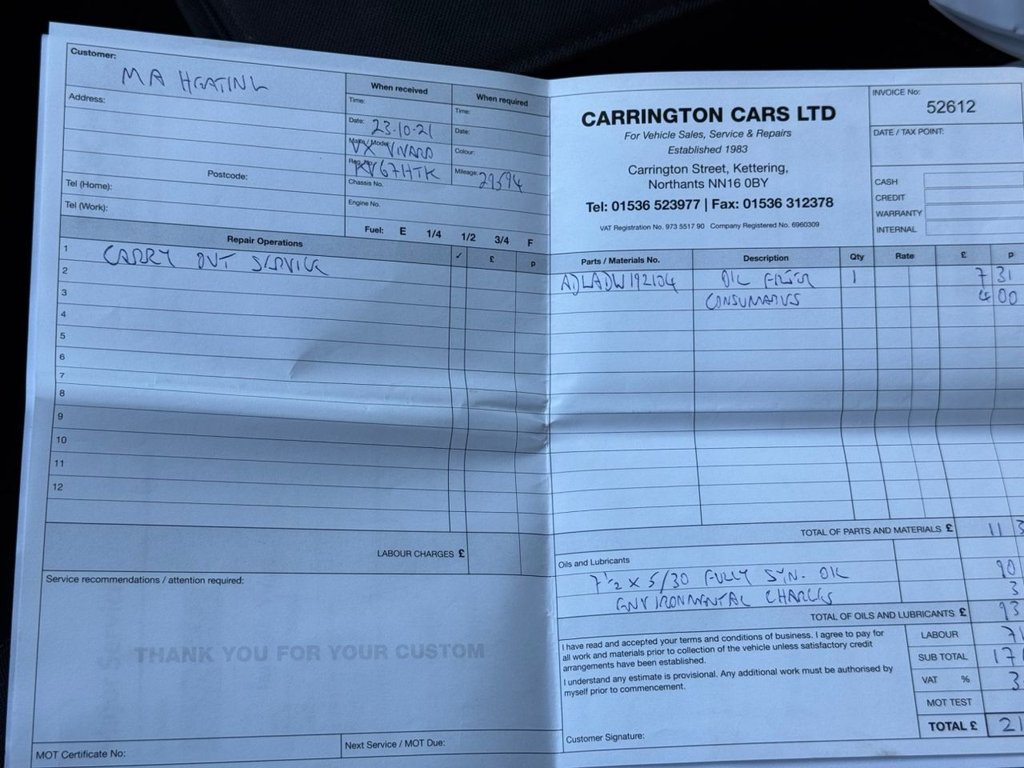 Customer:
MA HEATING
Address:
Postcode:
Tel (Home):
Tel (Work):
When received
When required
Time:
Time:
Date: 23-10-21
Date:
Make / Model VX VIVARO
Colour:
Reg. No. KV67HTK
Mileage: 29394
Chassis No.
Engine No.
Fuel: E 1/4 1/2 3/4 F
Repair Operations ✓ £ p
1 CARRY OUT SERVICE
2
3
4
5
6
7
8
9
10
11
12
LABOUR CHARGES £
Service recommendations / attention required:
THANK YOU FOR YOUR CUSTOM
MOT Certificate No:
Next Service / MOT Due:
CARRINGTON CARS LTD
For Vehicle Sales, Service & Repairs
Established 1983
Carrington Street, Kettering,
Northants NN16 0BY
Tel: 01536 523977 | Fax: 01536 312378
VAT Registration No. 973 5517 90 Company Registered No. 6960309
INVOICE No:
52612
DATE / TAX POINT:
CASH
CREDIT
WARRANTY
INTERNAL
Parts / Materials No. Description Qty Rate £ p
ADLADW192104 OIL FILTER 1 7 31
CONSUMABLES 4 00
TOTAL OF PARTS AND MATERIALS £ 11 3
Oils and Lubricants
7 1/2 X 5/30 FULLY SYN. OIL 90
ENVIRONMENTAL CHARGES 3
TOTAL OF OILS AND LUBRICANTS £ 93
I have read and accepted your terms and conditions of business. I agree to pay for
all work and materials prior to collection of the vehicle unless satisfactory credit
arrangements have been established.
I understand any estimate is provisional. Any additional work must be authorised by
myself prior to commencement.
Customer Signature:
LABOUR 71
SUB TOTAL 17
VAT % 3
MOT TEST
TOTAL £ 21